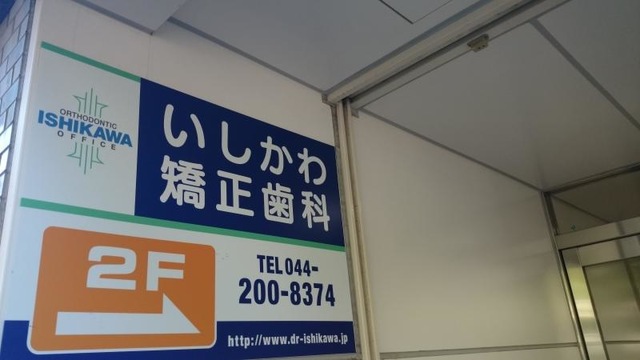 ORTHODONTIC
ISHIKAWA
OFFICE
いしかわ
矯正歯科
2F
TEL 044-
200-8374
http://www.dr-ishikawa.jp